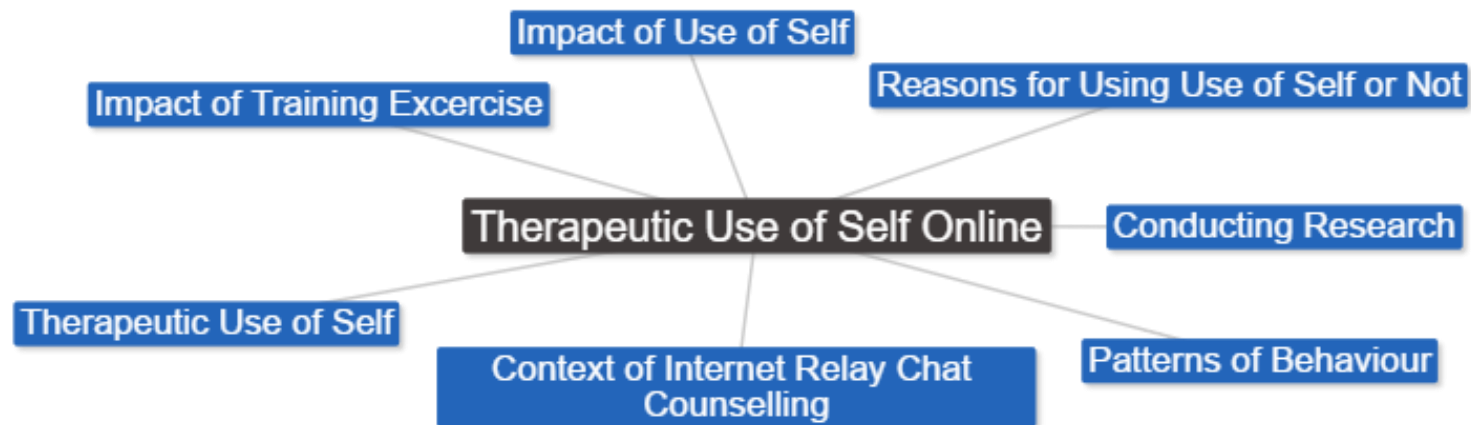 Impact of Use of Self
Reasons for Using Use of Self or Not
Impact of Training Excercise
Therapeutic Use of Self Online
Conducting Research
Therapeutic Use of Self
Context of Internet Relay Chat
Counselling
Patterns of Behaviour